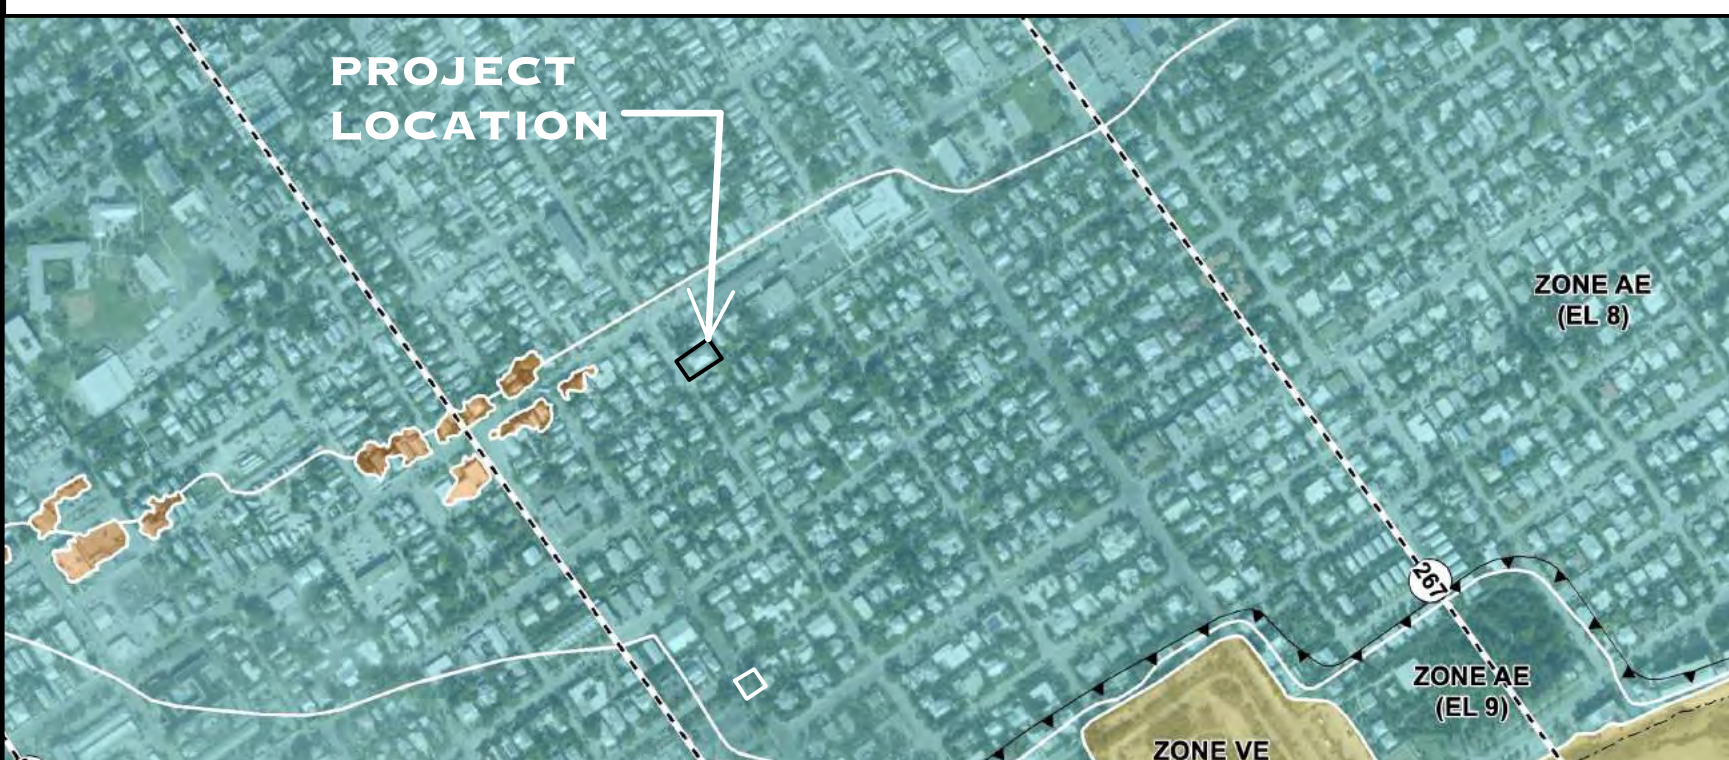 PROJECT
LOCATION
ZONE AE
(EL 8)
267
ZONE AE
(EL 9)
ZONE VE